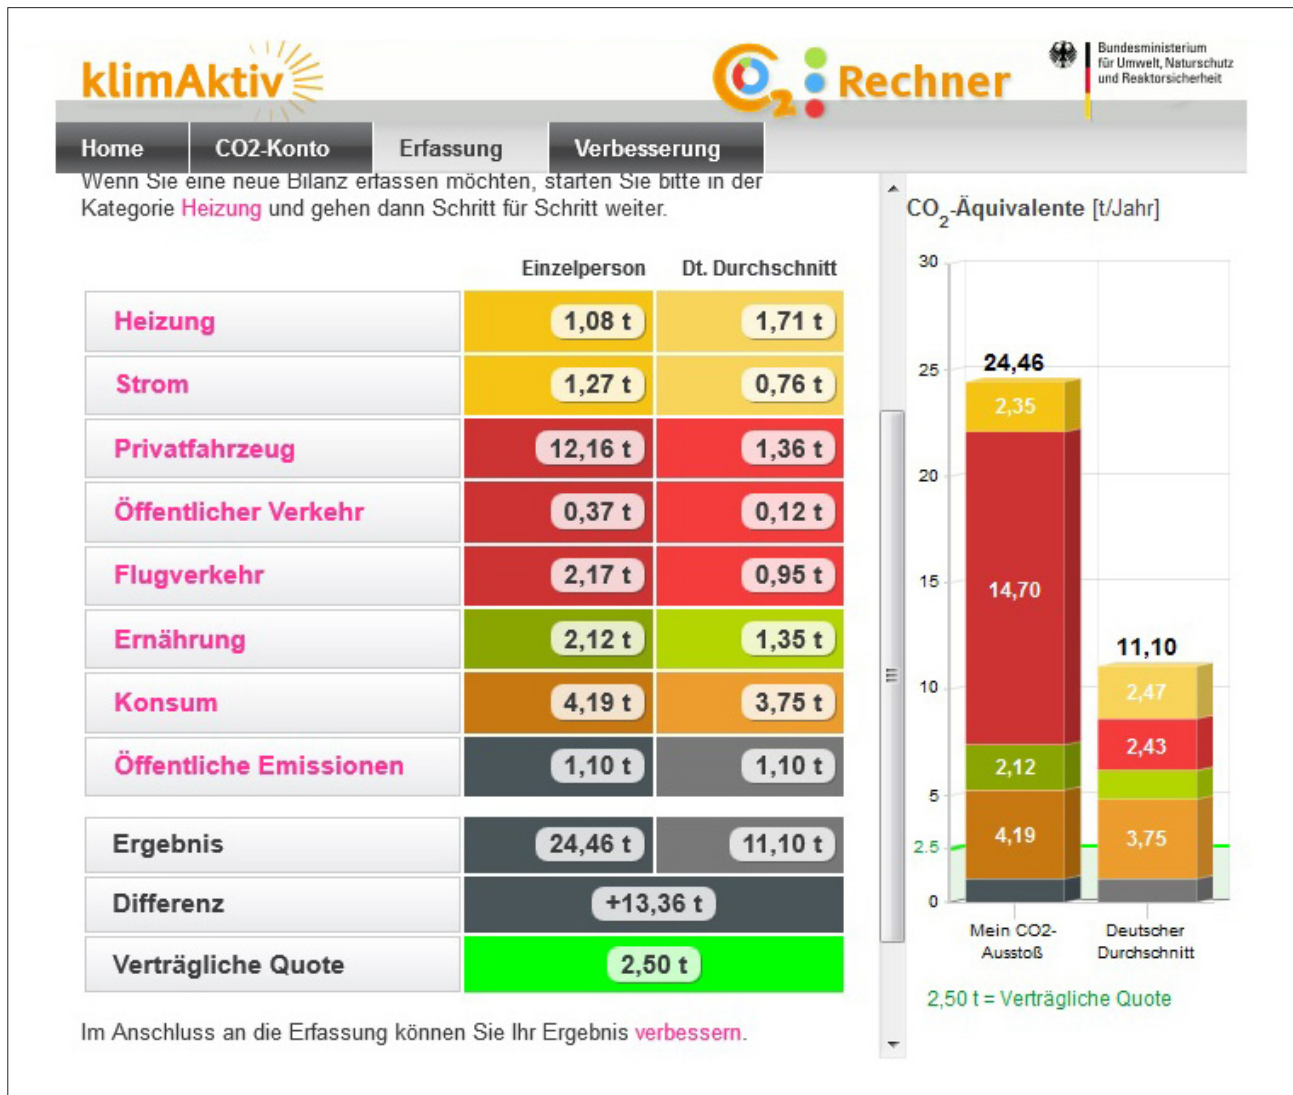 klimAktiv
CO2 Rechner
Bundesministerium
für Umwelt, Naturschutz
und Reaktorsicherheit
Home CO2-Konto Erfassung Verbesserung
Wenn Sie eine neue Bilanz erfassen möchten, starten Sie bitte in der
Kategorie Heizung und gehen dann Schritt für Schritt weiter.
Einzelperson Dt. Durchschnitt
Heizung 1,08 t 1,71 t
Strom 1,27 t 0,76 t
Privatfahrzeug 12,16 t 1,36 t
Öffentlicher Verkehr 0,37 t 0,12 t
Flugverkehr 2,17 t 0,95 t
Ernährung 2,12 t 1,35 t
Konsum 4,19 t 3,75 t
Öffentliche Emissionen 1,10 t 1,10 t
Ergebnis 24,46 t 11,10 t
Differenz +13,36 t
Verträgliche Quote 2,50 t
Im Anschluss an die Erfassung können Sie Ihr Ergebnis verbessern.
CO2-Äquivalente [t/Jahr]
30
25
20
15
10
5
2.5
0
24,46
2,35
14,70
2,12
4,19
11,10
2,47
2,43
3,75
Mein CO2-
Ausstoß
Deutscher
Durchschnitt
2,50 t = Verträgliche Quote